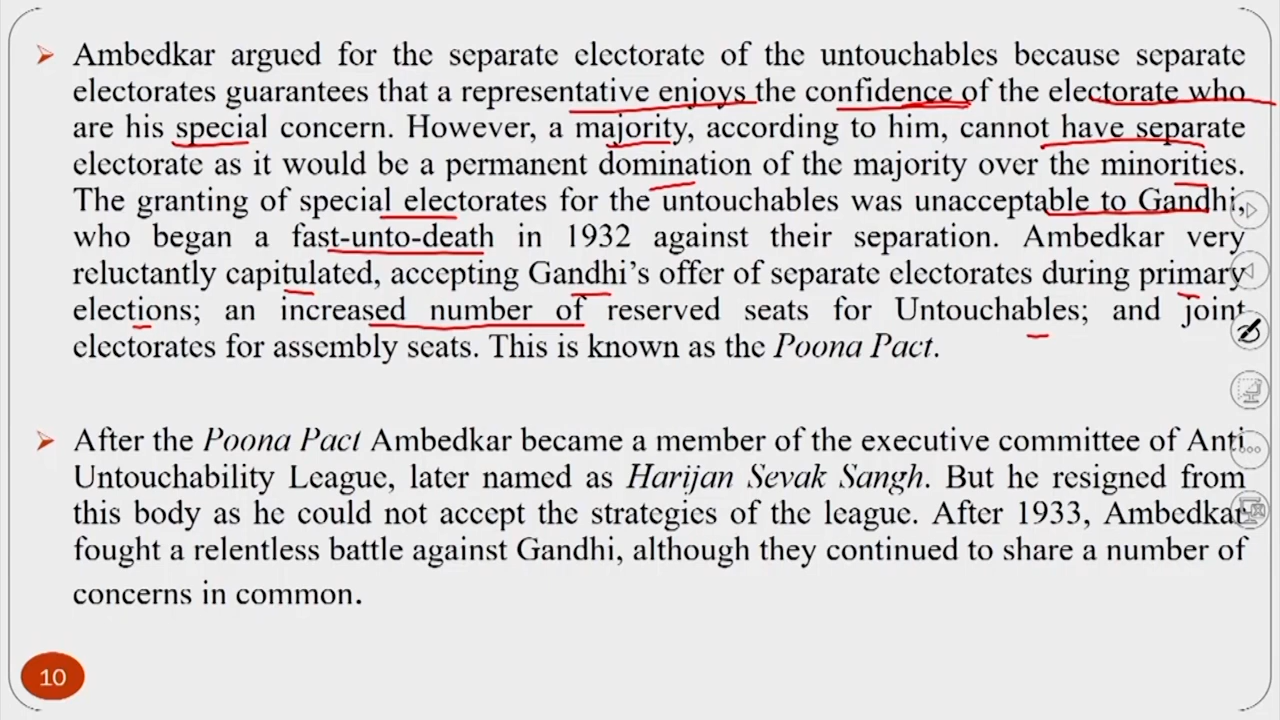 Ambedkar argued for the separate electorate of the untouchables because separate
electorates guarantees that a representative enjoys the confidence of the electorate who
are his special concern. However, a majority, according to him, cannot have separate
electorate as it would be a permanent domination of the majority over the minorities.
The granting of special electorates for the untouchables was unacceptable to Gandhi,
who began a fast-unto-death in 1932 against their separation. Ambedkar very
reluctantly capitulated, accepting Gandhi's offer of separate electorates during primary
elections; an increased number of reserved seats for Untouchables; and joint
electorates for assembly seats. This is known as the Poona Pact.
After the Poona Pact Ambedkar became a member of the executive committee of Anti
Untouchability League, later named as Harijan Sevak Sangh. But he resigned from
this body as he could not accept the strategies of the league. After 1933, Ambedkar
fought a relentless battle against Gandhi, although they continued to share a number of
concerns in common.
10